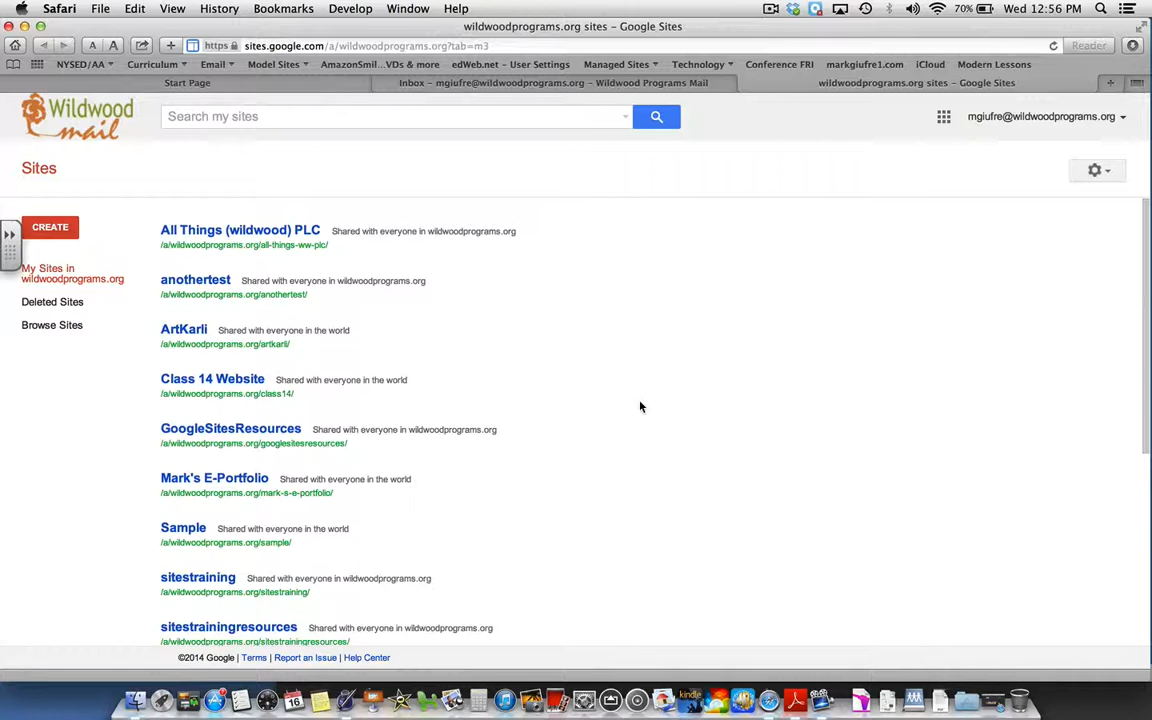 Safari File Edit View History Bookmarks Develop Window Help 70% Wed 12:56 PM
wildwoodprograms.org sites – Google Sites
A A + https sites.google.com/a/wildwoodprograms.org?tab=m3 Reader
NYSED/AA Curriculum Email Model Sites AmazonSmil...VDs & more edWeb.net - User Settings Managed Sites Technology Conference FRI markgiufre1.com iCloud Modern Lessons
Start Page Inbox – mgiufre@wildwoodprograms.org – Wildwood Programs Mail wildwoodprograms.org sites – Google Sites +
Wildwood
mail
Search my sites
mgiufre@wildwoodprograms.org
Sites
CREATE
My Sites in
wildwoodprograms.org
Deleted Sites
Browse Sites
All Things (wildwood) PLC Shared with everyone in wildwoodprograms.org
/a/wildwoodprograms.org/all-things-ww-plc/
anothertest Shared with everyone in wildwoodprograms.org
/a/wildwoodprograms.org/anothertest/
ArtKarli Shared with everyone in the world
/a/wildwoodprograms.org/artkarli/
Class 14 Website Shared with everyone in the world
/a/wildwoodprograms.org/class14/
GoogleSitesResources Shared with everyone in wildwoodprograms.org
/a/wildwoodprograms.org/googlesitesresources/
Mark's E-Portfolio Shared with everyone in the world
/a/wildwoodprograms.org/mark-s-e-portfolio/
Sample Shared with everyone in the world
/a/wildwoodprograms.org/sample/
sitestraining Shared with everyone in wildwoodprograms.org
/a/wildwoodprograms.org/sitestraining/
sitestrainingresources Shared with everyone in wildwoodprograms.org
/a/wildwoodprograms.org/sitestrainingresources/
©2014 Google | Terms | Report an Issue | Help Center
16 kindle